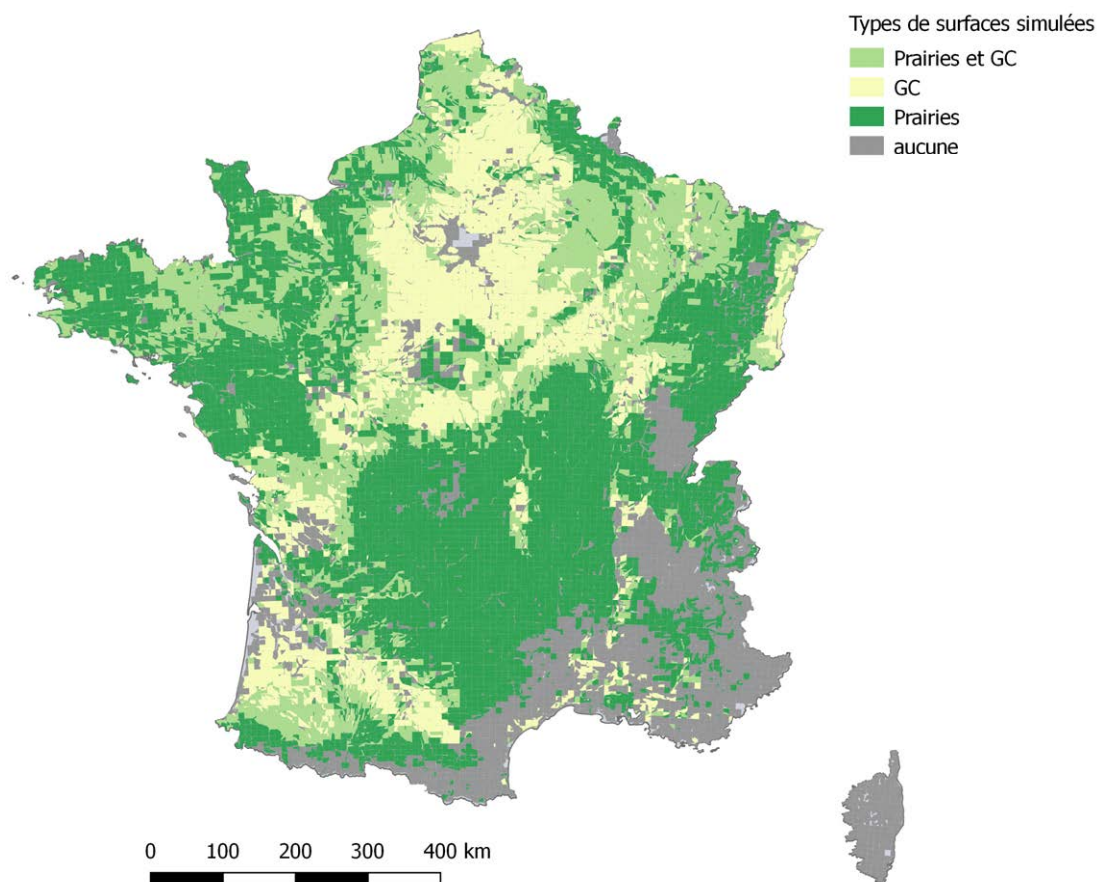 Types de surfaces simulées
Prairies et GC
GC
Prairies
aucune
0 100 200 300 400 km